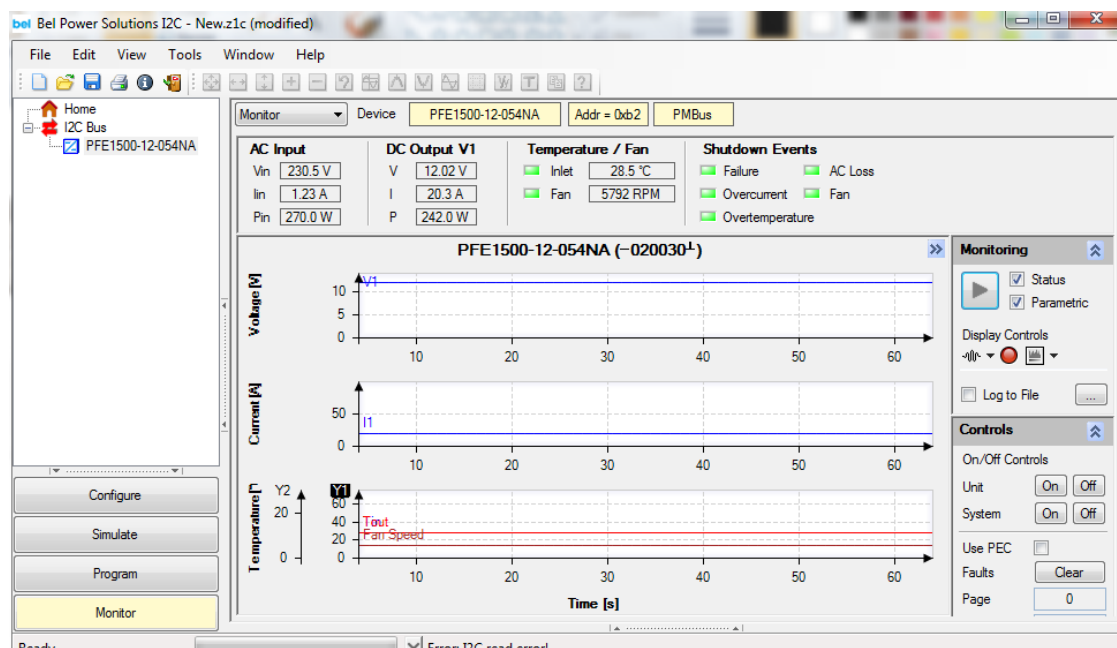 bel Bel Power Solutions I2C - New.z1c (modified)
File Edit View Tools Window Help
Home
I2C Bus
PFE1500-12-054NA
Monitor Device PFE1500-12-054NA Addr = 0xb2 PMBus
AC Input DC Output V1 Temperature / Fan Shutdown Events
Vin 230.5 V V 12.02 V Inlet 28.5 °C Failure AC Loss
Iin 1.23 A I 20.3 A Fan 5792 RPM Overcurrent Fan
Pin 270.0 W P 242.0 W Overtemperature
PFE1500-12-054NA (−020030┴)
Voltage [V]
V1
10
5
0
10 20 30 40 50 60
Current [A]
50
I1
0
10 20 30 40 50 60
Temperature [
Y2 Y1
20
0
60
40
20
0
Tout
Fan Speed
10 20 30 40 50 60
Time [s]
Monitoring
Status
Parametric
Display Controls
Log to File ...
Controls
On/Off Controls
Unit On Off
System On Off
Use PEC
Faults Clear
Page 0
Configure
Simulate
Program
Monitor
Ready Error: I2C read error!